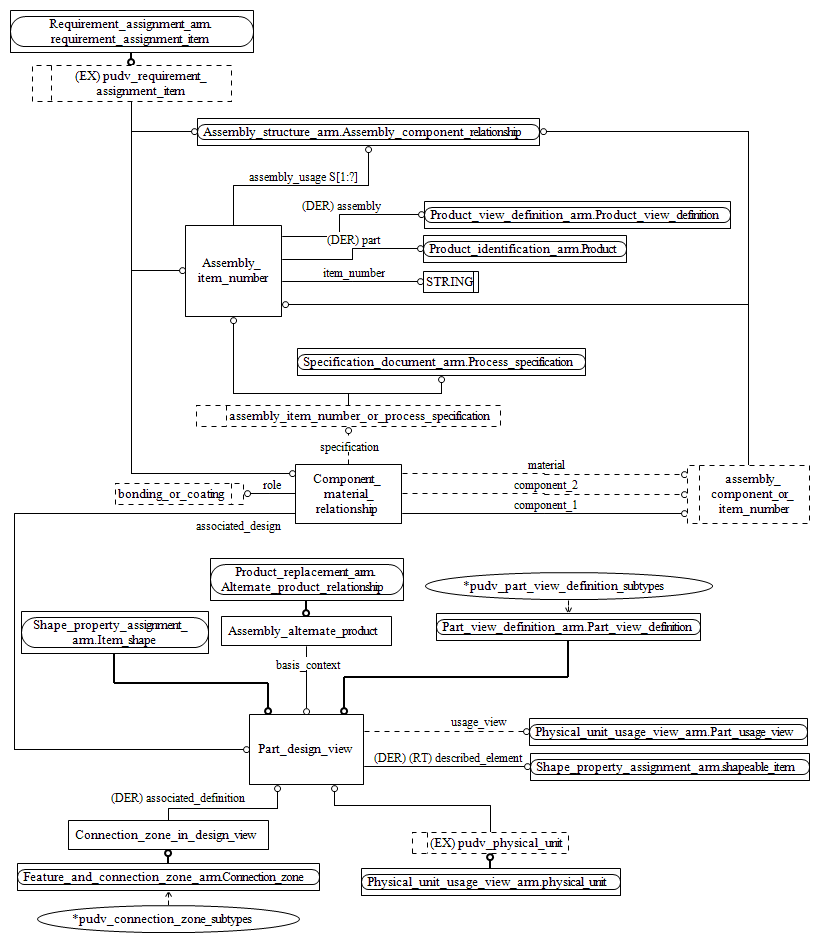 Requirement_assignment_arm.
requirement_assignment_item
(EX) pudv_requirement_
assignment_item
Assembly_structure_arm.Assembly_component_relationship
assembly_usage S[1:?]
(DER) assembly
Product_view_definition_arm.Product_view_definition
(DER) part
Product_identification_arm.Product
Assembly_
item_number
item_number
STRING
Specification_document_arm.Process_specification
assembly_item_number_or_process_specification
specification
material
bonding_or_coating
role
Component_
material_
relationship
component_2
component_1
assembly_
component_or_
item_number
associated_design
Product_replacement_arm.
Alternate_product_relationship
*pudv_part_view_definition_subtypes
Shape_property_assignment_
arm.Item_shape
Assembly_alternate_product
Part_view_definition_arm.Part_view_definition
basis_context
usage_view
Physical_unit_usage_view_arm.Part_usage_view
Part_design_view
(DER) (RT) described_element
Shape_property_assignment_arm.shapeable_item
(DER) associated_definition
Connection_zone_in_design_view
(EX) pudv_physical_unit
Feature_and_connection_zone_arm.Connection_zone
Physical_unit_usage_view_arm.physical_unit
*pudv_connection_zone_subtypes